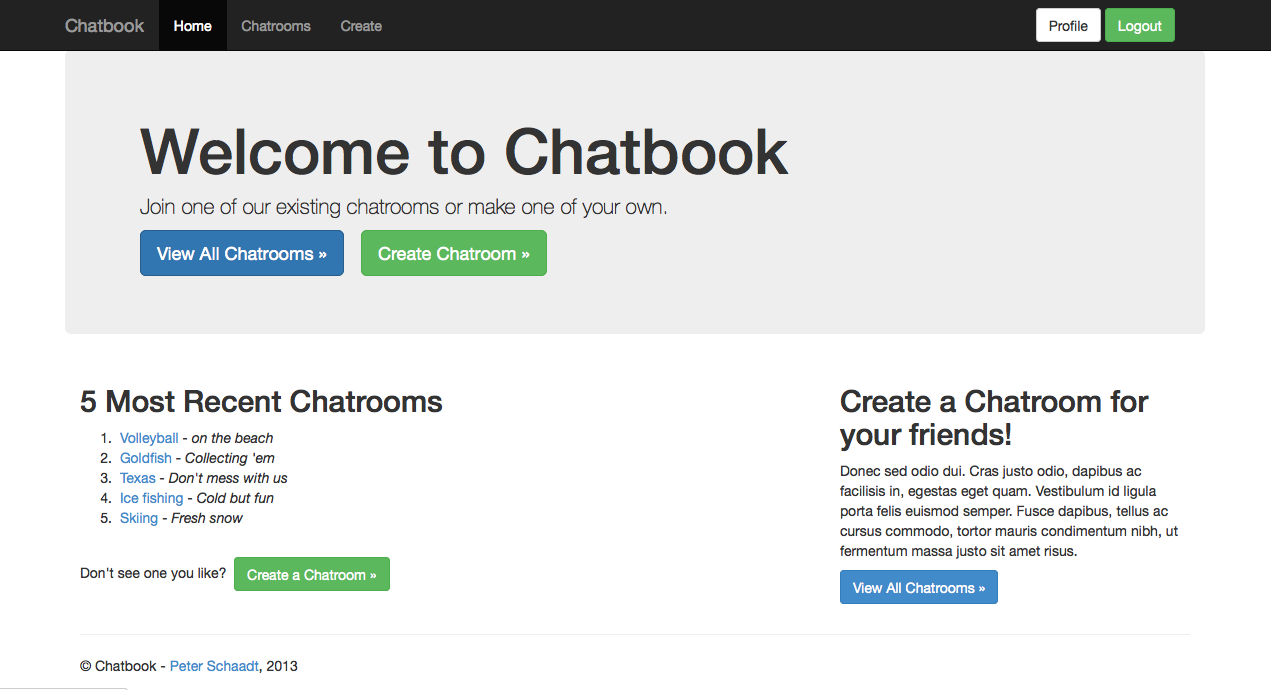 Chatbook Home Chatrooms Create Profile Logout
Welcome to Chatbook
Join one of our existing chatrooms or make one of your own.
View All Chatrooms » Create Chatroom »
5 Most Recent Chatrooms
1. Volleyball - on the beach
2. Goldfish - Collecting 'em
3. Texas - Don't mess with us
4. Ice fishing - Cold but fun
5. Skiing - Fresh snow
Don't see one you like? Create a Chatroom »
Create a Chatroom for
your friends!
Donec sed odio dui. Cras justo odio, dapibus ac
facilisis in, egestas eget quam. Vestibulum id ligula
porta felis euismod semper. Fusce dapibus, tellus ac
cursus commodo, tortor mauris condimentum nibh, ut
fermentum massa justo sit amet risus.
View All Chatrooms »
© Chatbook - Peter Schaadt, 2013